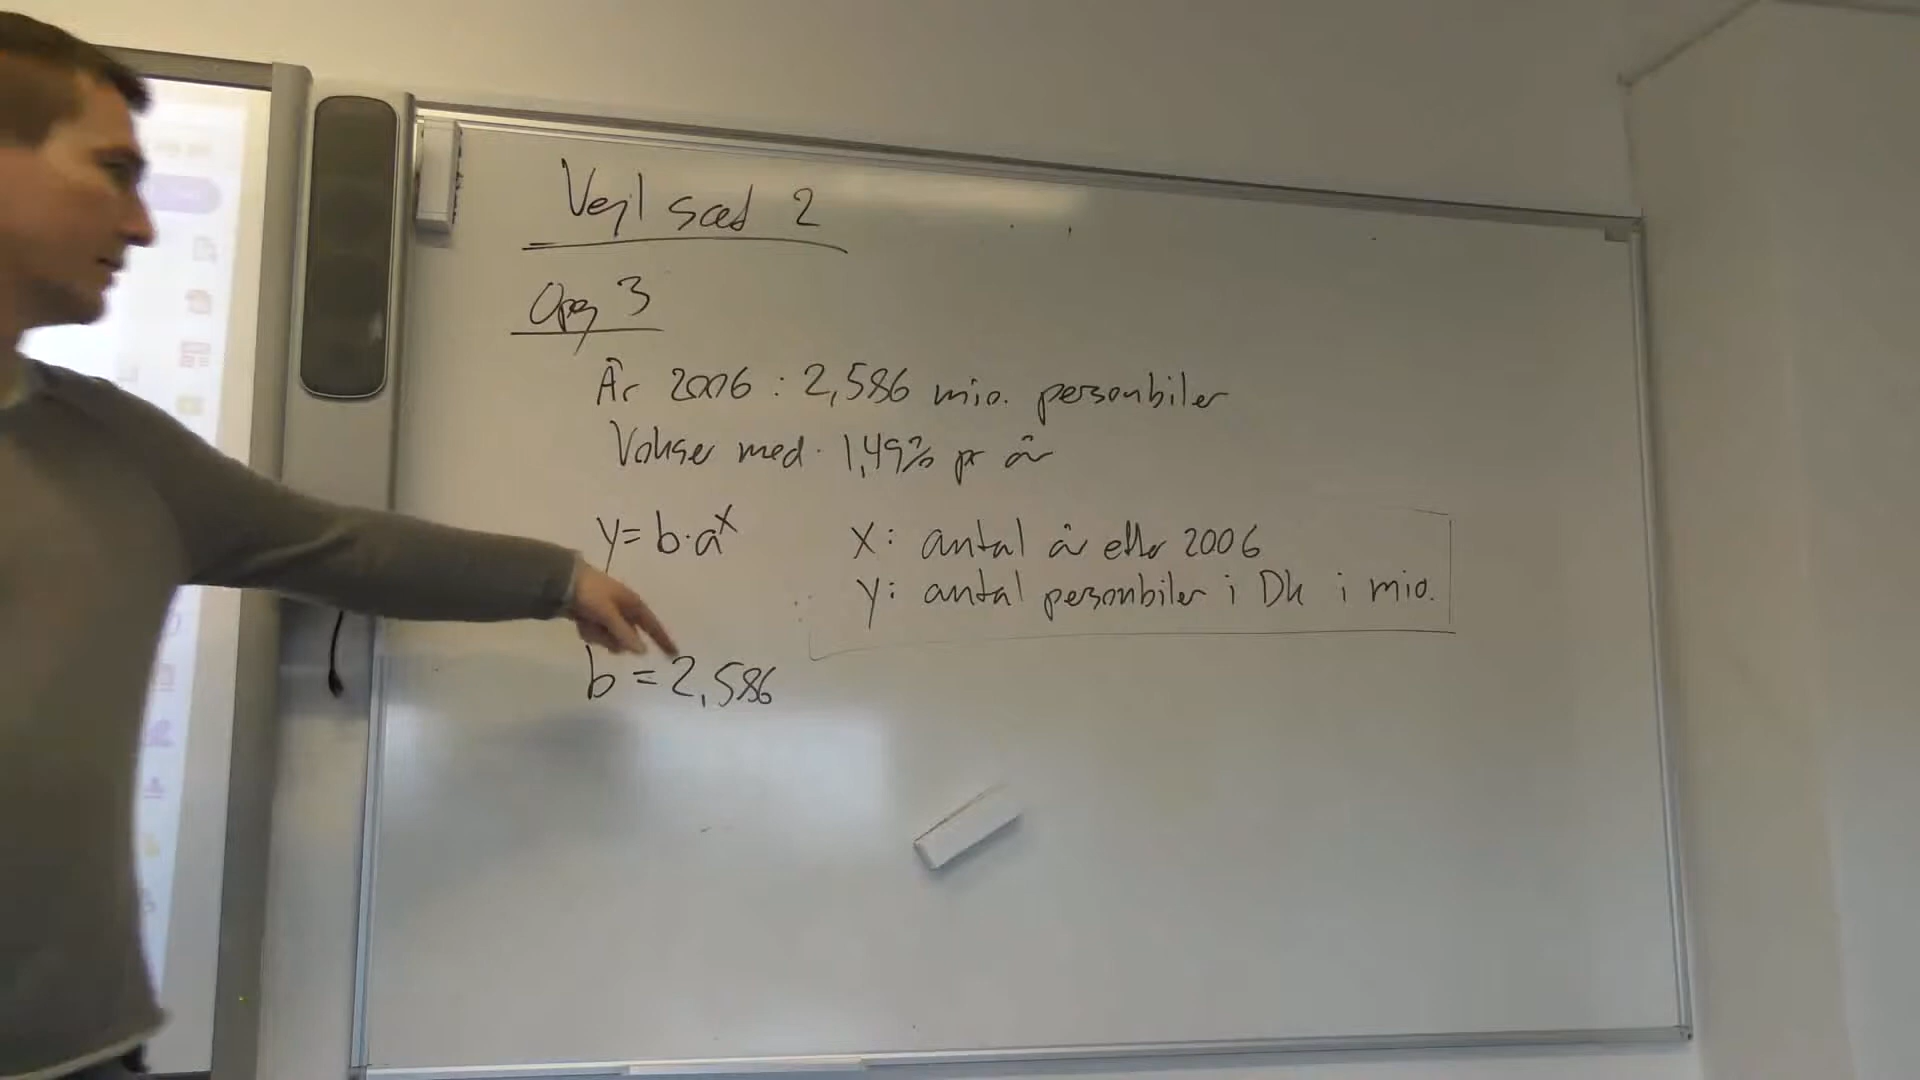 Vejl sæt 2
Opg 3
År 2006 : 2,586 mio. personbiler
Vokser med 1,49% pr år
y = b·a^x
x: antal år efter 2006
y: antal personbiler i Dk i mio.
b = 2,586